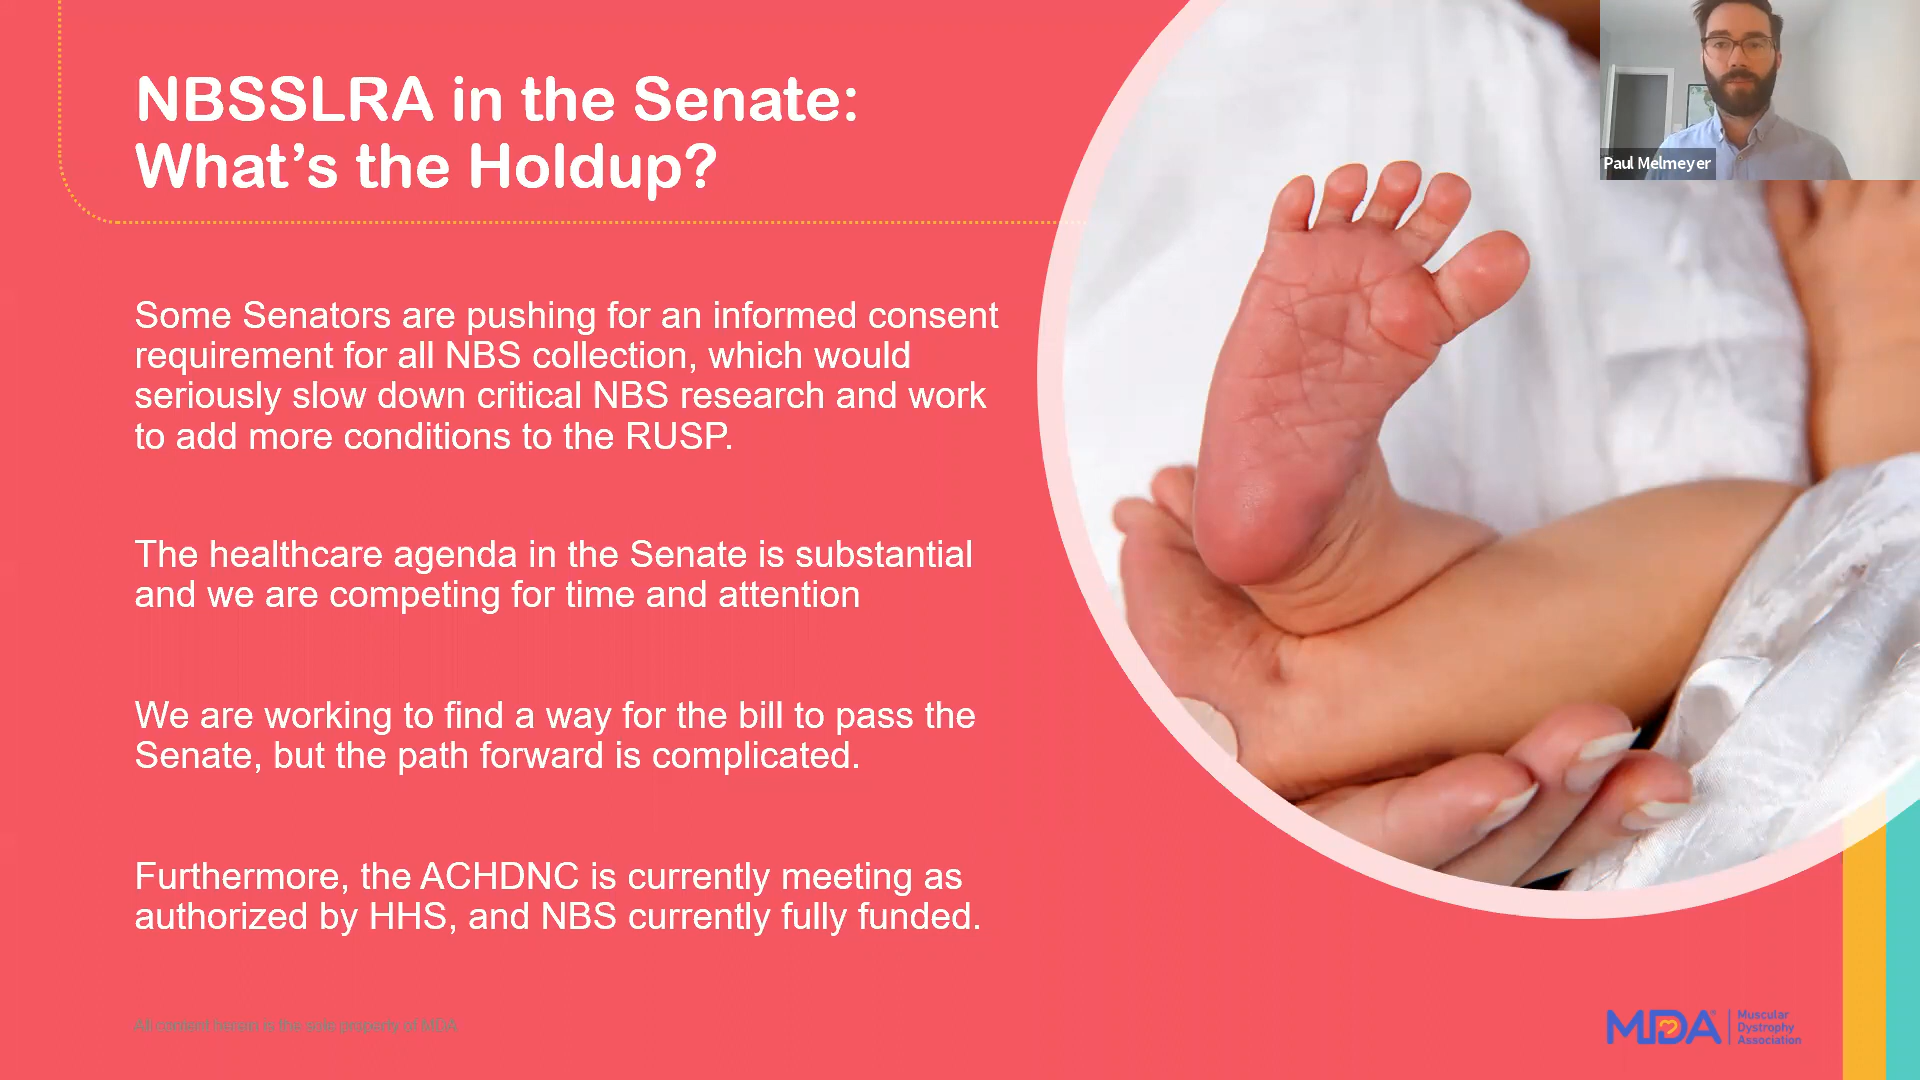 NBSSLRA in the Senate:
What's the Holdup?
Paul Melmeyer
Some Senators are pushing for an informed consent
requirement for all NBS collection, which would
seriously slow down critical NBS research and work
to add more conditions to the RUSP.
The healthcare agenda in the Senate is substantial
and we are competing for time and attention
We are working to find a way for the bill to pass the
Senate, but the path forward is complicated.
Furthermore, the ACHDNC is currently meeting as
authorized by HHS, and NBS currently fully funded.
All content herein is the sole property of MDA
MDA
Muscular
Dystrophy
Association